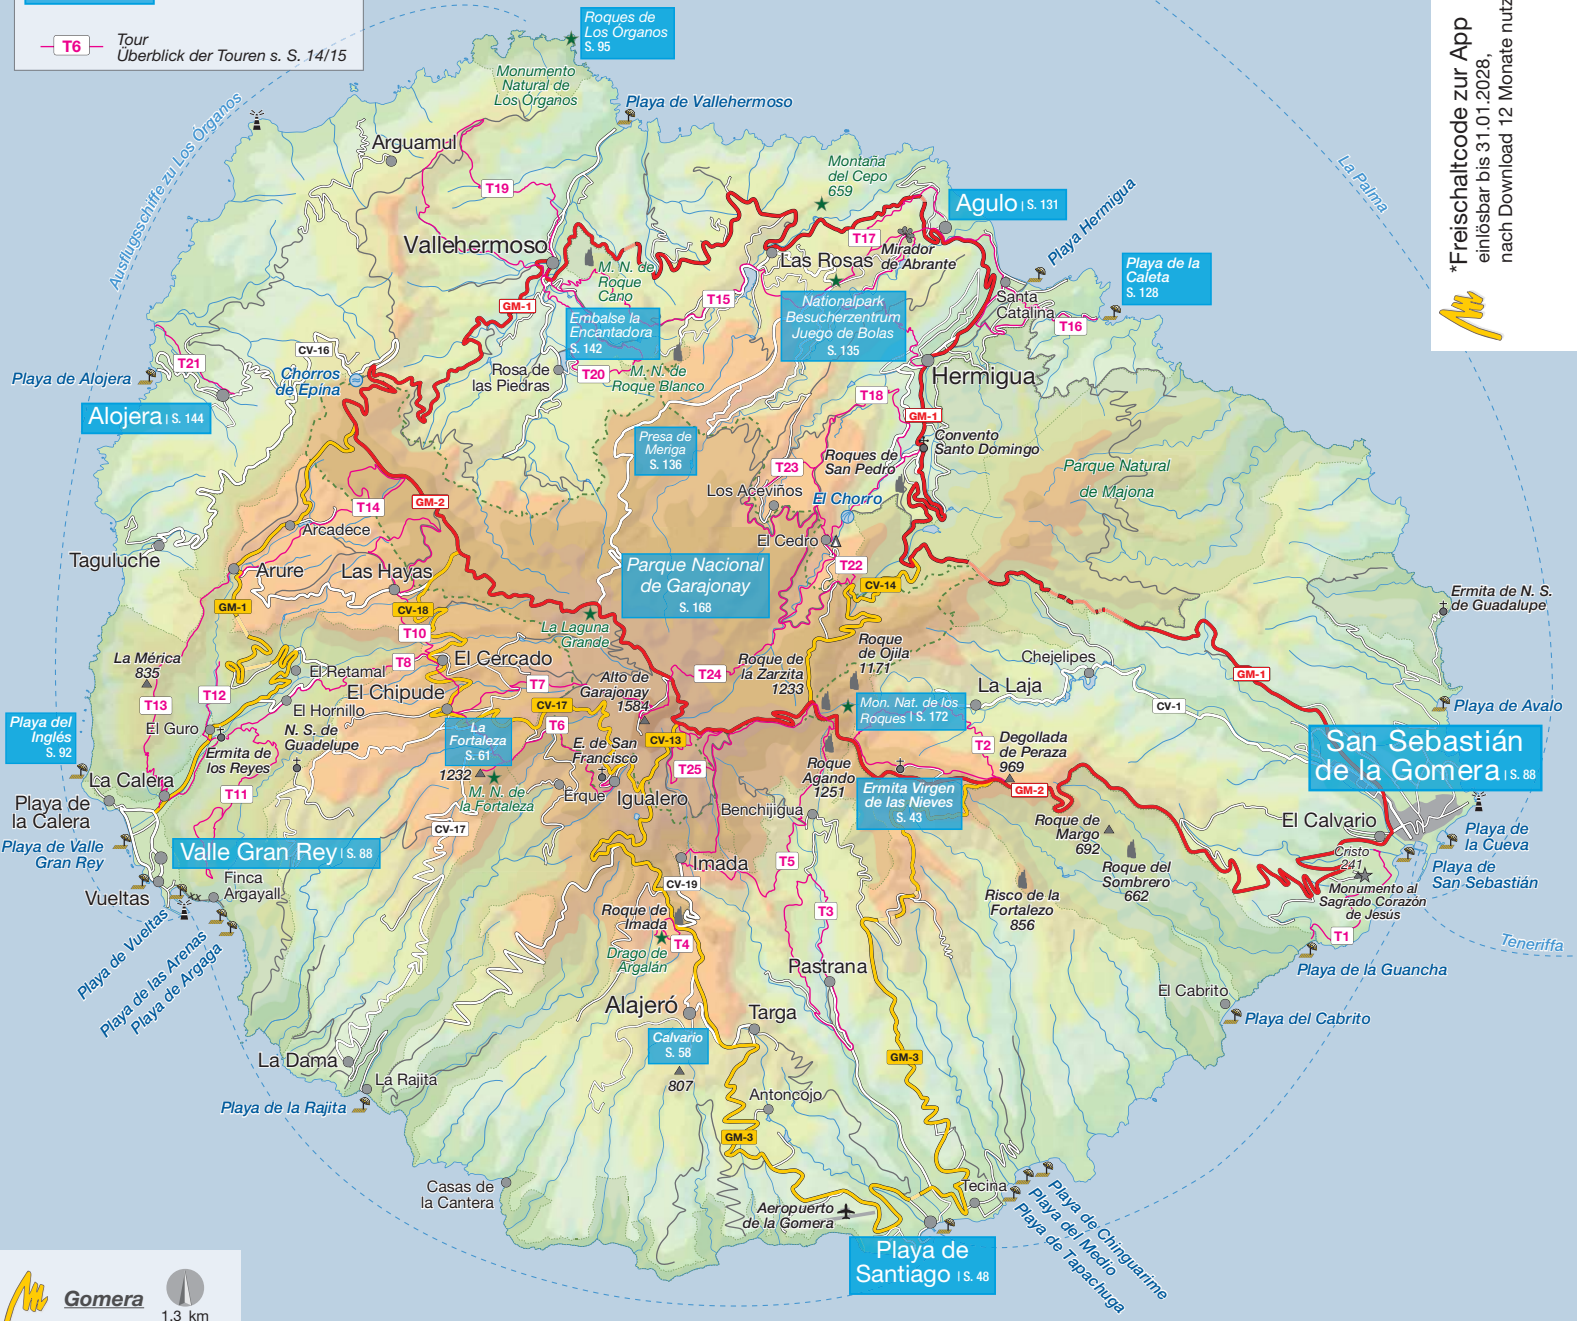 T6
Tour
Überblick der Touren s. S. 14/15
*Freischaltcode zur App
einlösbar bis 31.01.2028,
nach Download 12 Monate nutz
Roques de
Los Órganos
S. 95
Monumento
Natural de
Los Órganos
Playa de Vallehermoso
Ausflugsschiffe zu Los Órganos
La Palma
Arguamul
T19
Montaña
del Cepo
659
Agulo | S. 131
Playa Hermigua
Vallehermoso
T17
Mirador
de Abrante
Las Rosas
M. N. de
Roque
Cano
Playa de la
Caleta
S. 128
Santa
Catalina
T16
GM-1
T15
Embalse la
Encantadora
S. 142
Nationalpark
Besucherzentrum
Juego de Bolas
S. 135
CV-16
T21
Chorros
de Epina
Playa de Alojera
Alojera | S. 144
Rosa de
las Piedras
T20
M. N. de
Roque Blanco
Hermigua
T18
GM-1
Convento
Santo Domingo
Presa de
Meriga
S. 136
Roques de
San Pedro
T23
Los Aceviños
El Chorro
Parque Natural
de Majona
GM-2
T14
Arcadece
El Cedro
Taguluche
Arure
Las Hayas
Parque Nacional
de Garajonay
S. 168
T22
CV-14
Ermita de N. S.
de Guadalupe
GM-1
CV-18
T10
La Laguna
Grande
Roque
de Ojila
1171
La Mérica
835
T8
El Cercado
El Retamal
Roque de
la Zarzita
1233
T24
Chejelipes
GM-1
T12
T13
El Chipude
T7
Alto de
Garajonay
1584
La Laja
CV-1
Playa de Avalo
El Hornillo
CV-17
Mon. Nat. de los
Roques | S. 172
Playa del
Inglés
S. 92
El Guro
N. S. de
Guadelupe
Ermita de
los Reyes
La
Fortaleza
S. 61
T6
E. de San
Francisco
CV-13
T2
Degollada
de Peraza
969
San Sebastián
de la Gomera | S. 88
La Calera
1232
M. N. de
la Fortaleza
T25
Roque
Agando
1251
Ermita Virgen
de las Nieves
S. 43
GM-2
T11
Erque
Igualero
Benchijigua
Playa de
la Calera
CV-17
Roque de
Margo
692
El Calvario
Playa de
la Cueva
Playa de Valle
Gran Rey
Valle Gran Rey | S. 88
Imada
T5
Roque del
Sombrero
662
Cristo
241
Playa de
San Sebastián
Finca
Argayall
Vueltas
CV-19
Risco de la
Fortalezo
856
Monumento al
Sagrado Corazón
de Jesús
Roque de
Imada
T3
T4
Drago de
Argalán
T1
Teneriffa
Playa de Vueltas
Playa de las Arenas
Playa de Argaga
Pastrana
Playa de la Guancha
Alajeró
El Cabrito
Targa
Playa del Cabrito
Calvario
S. 58
807
La Dama
GM-3
La Rajita
Antoncojo
Playa de la Rajita
GM-3
Casas de
la Cantera
Tecina
Aeropuerto
de la Gomera
Playa de
Santiago | S. 48
Playa de Chinguarime
Playa del Medio
Playa de Tapachuga
Gomera
1,3 km